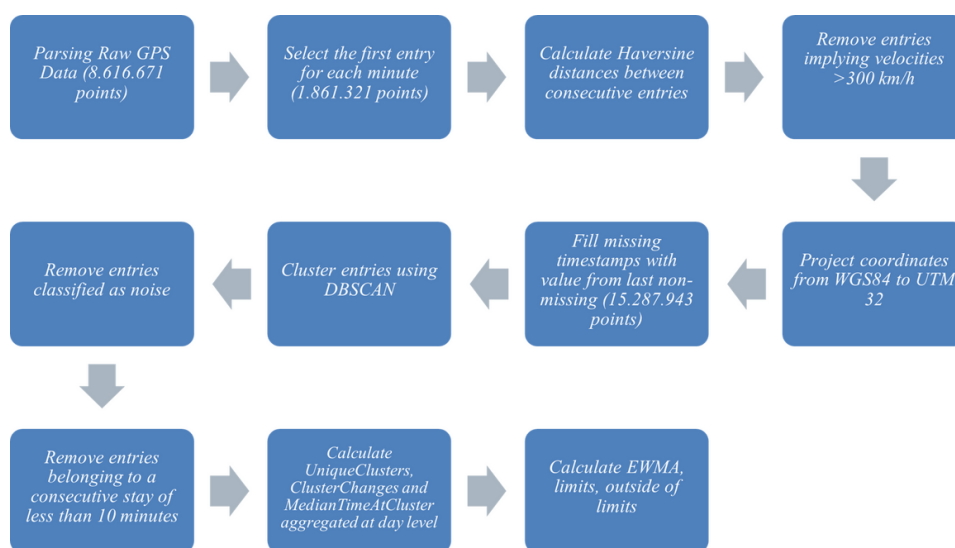 Parsing Raw GPS
Data (8.616.671
points)
Select the first entry
for each minute
(1.861.321 points)
Calculate Haversine
distances between
consecutive entries
Remove entries
implying velocities
>300 km/h
Project coordinates
from WGS84 to UTM
32
Fill missing
timestamps with
value from last non-
missing (15.287.943
points)
Cluster entries using
DBSCAN
Remove entries
classified as noise
Remove entries
belonging to a
consecutive stay of
less than 10 minutes
Calculate
UniqueClusters,
ClusterChanges and
MedianTimeAtCluster
aggregated at day level
Calculate EWMA,
limits, outside of
limits